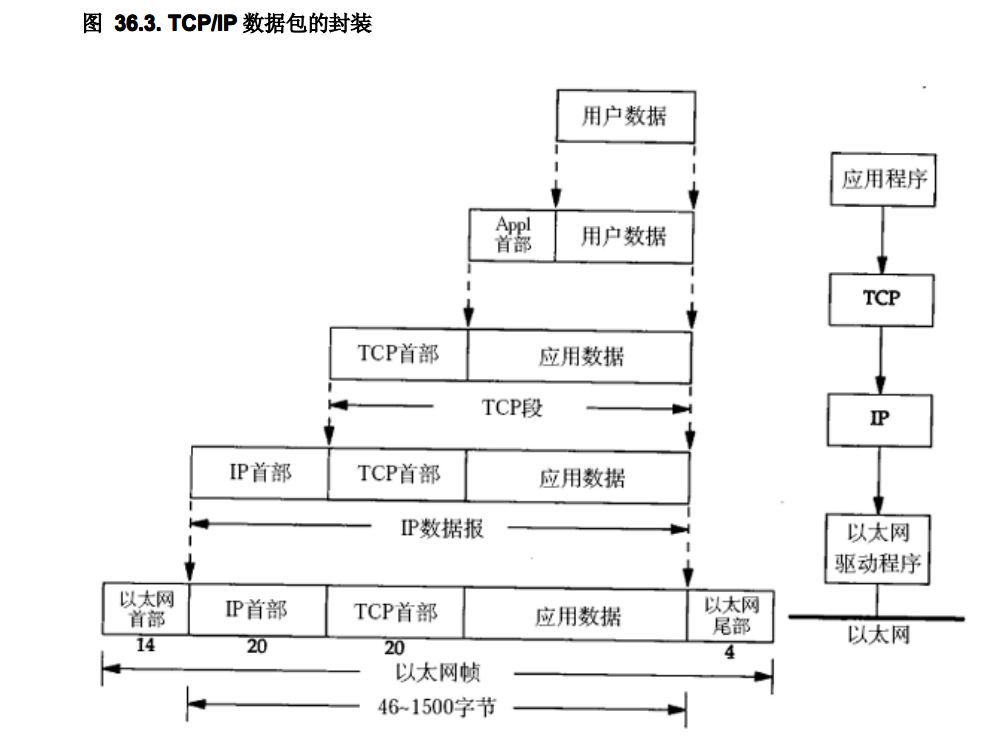 图 36.3. TCP/IP 数据包的封装
用户数据
应用程序
Appl
首部
用户数据
TCP
TCP首部
应用数据
TCP段
IP
IP首部
TCP首部
应用数据
IP数据报
以太网
驱动程序
以太网
首部
IP首部
TCP首部
应用数据
以太网
尾部
以太网
14
20
20
4
以太网帧
46~1500字节